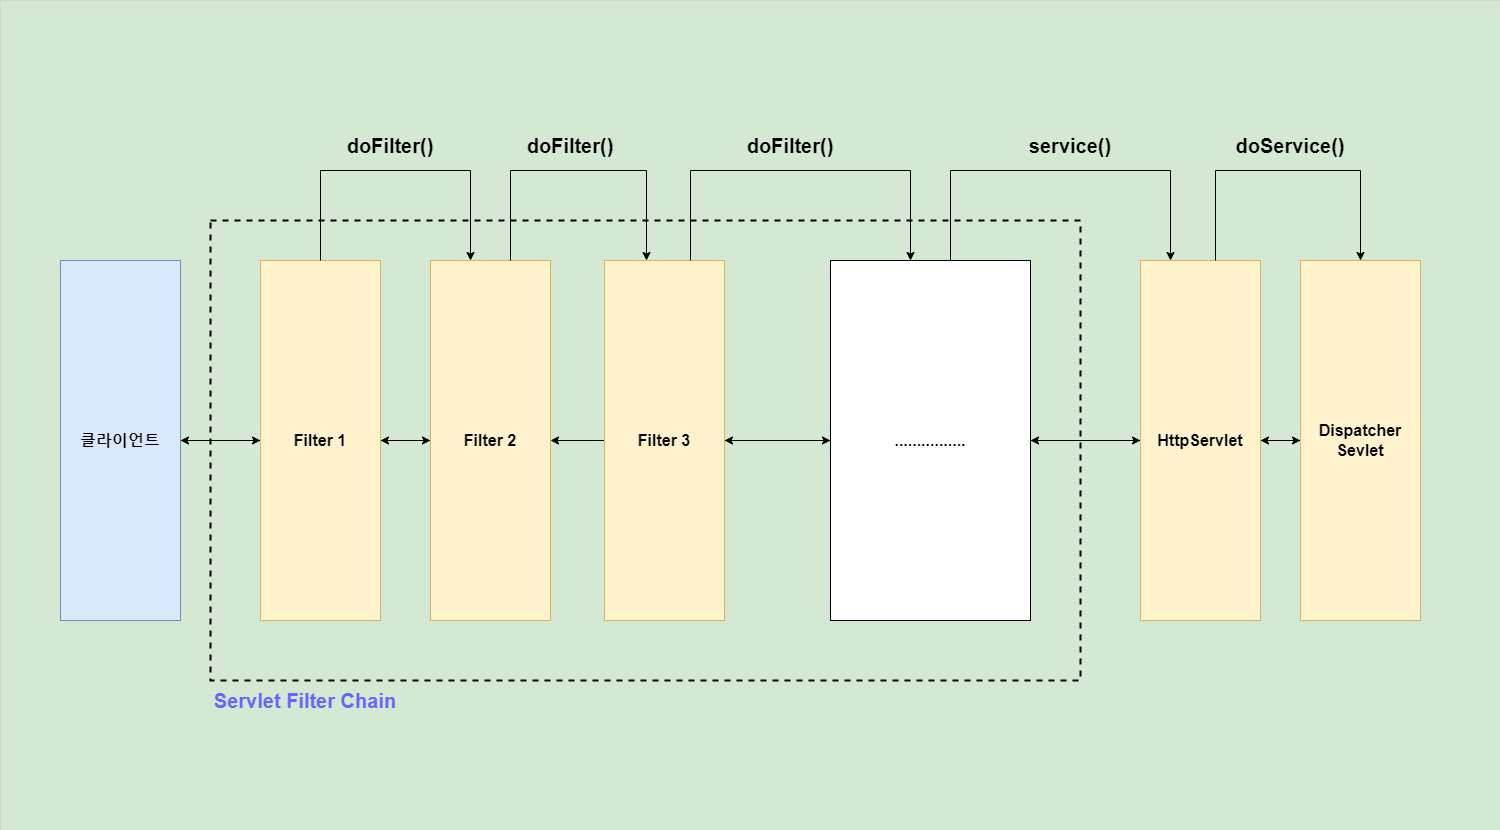 doFilter()
doFilter()
doFilter()
service()
doService()
클라이언트
Filter 1
Filter 2
Filter 3
................
HttpServlet
Dispatcher
Sevlet
Servlet Filter Chain